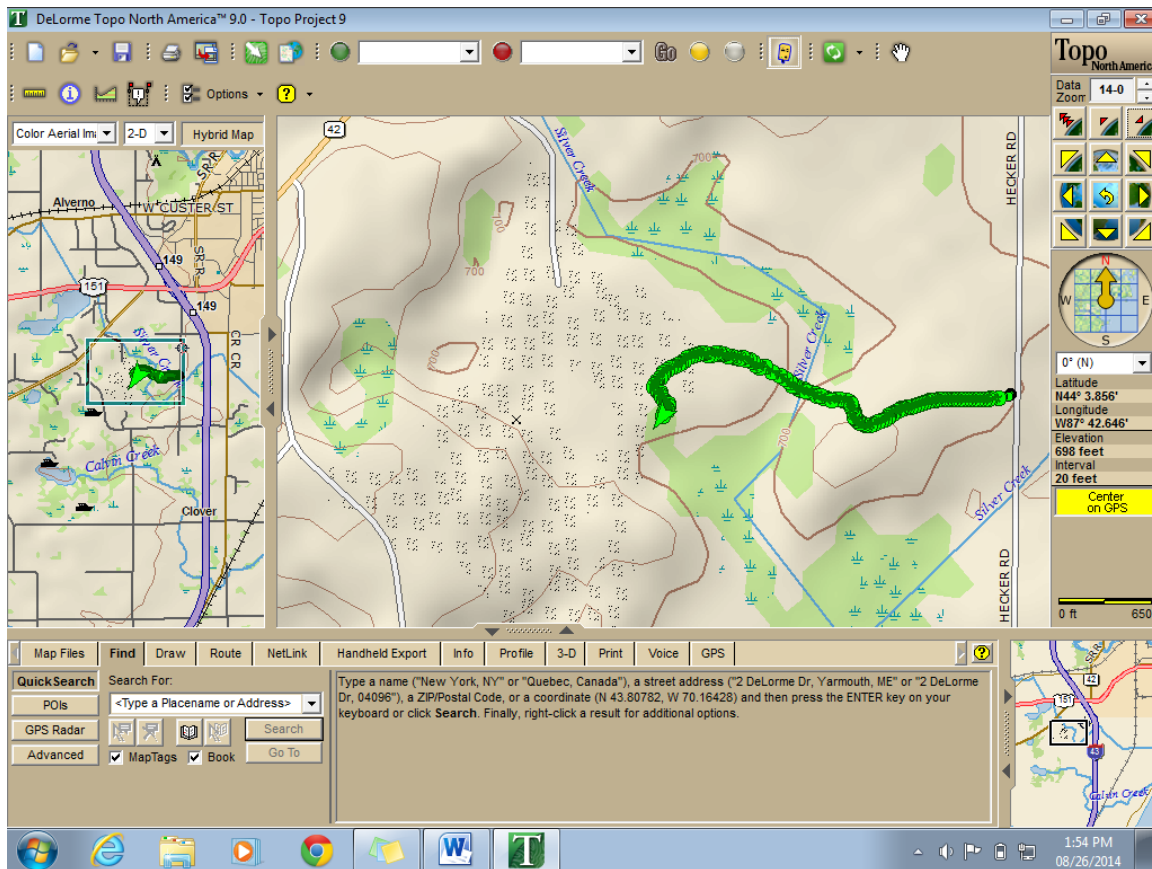 DeLorme Topo North America™ 9.0 - Topo Project 9
Go
Options
Color Aerial Ima
2-D
Hybrid Map
Alverno
W CUSTER ST
SR-R
SR-R
149
151
149
CR CR
Silver Creek
Calvin Creek
Clover
42
Silver Creek
700
700
700
700
Silver Creek
700
Silver Creek
HECKER RD
HECKER RD
Topo
North America
Data
Zoom
14-0
N
W E
S
0° (N)
Latitude
N44° 3.856'
Longitude
W87° 42.646'
Elevation
698 feet
Interval
20 feet
Center
on GPS
0 ft 650
Map Files Find Draw Route NetLink Handheld Export Info Profile 3-D Print Voice GPS
QuickSearch
POIs
GPS Radar
Advanced
Search For:
<Type a Placename or Address>
Search
MapTags Book Go To
Type a name ("New York, NY" or "Quebec, Canada"), a street address ("2 DeLorme Dr, Yarmouth, ME" or "2 DeLorme
Dr, 04096"), a ZIP/Postal Code, or a coordinate (N 43.80782, W 70.16428) and then press the ENTER key on your
keyboard or click Search. Finally, right-click a result for additional options.
42
151
43
Calvin Creek
1:54 PM
08/26/2014